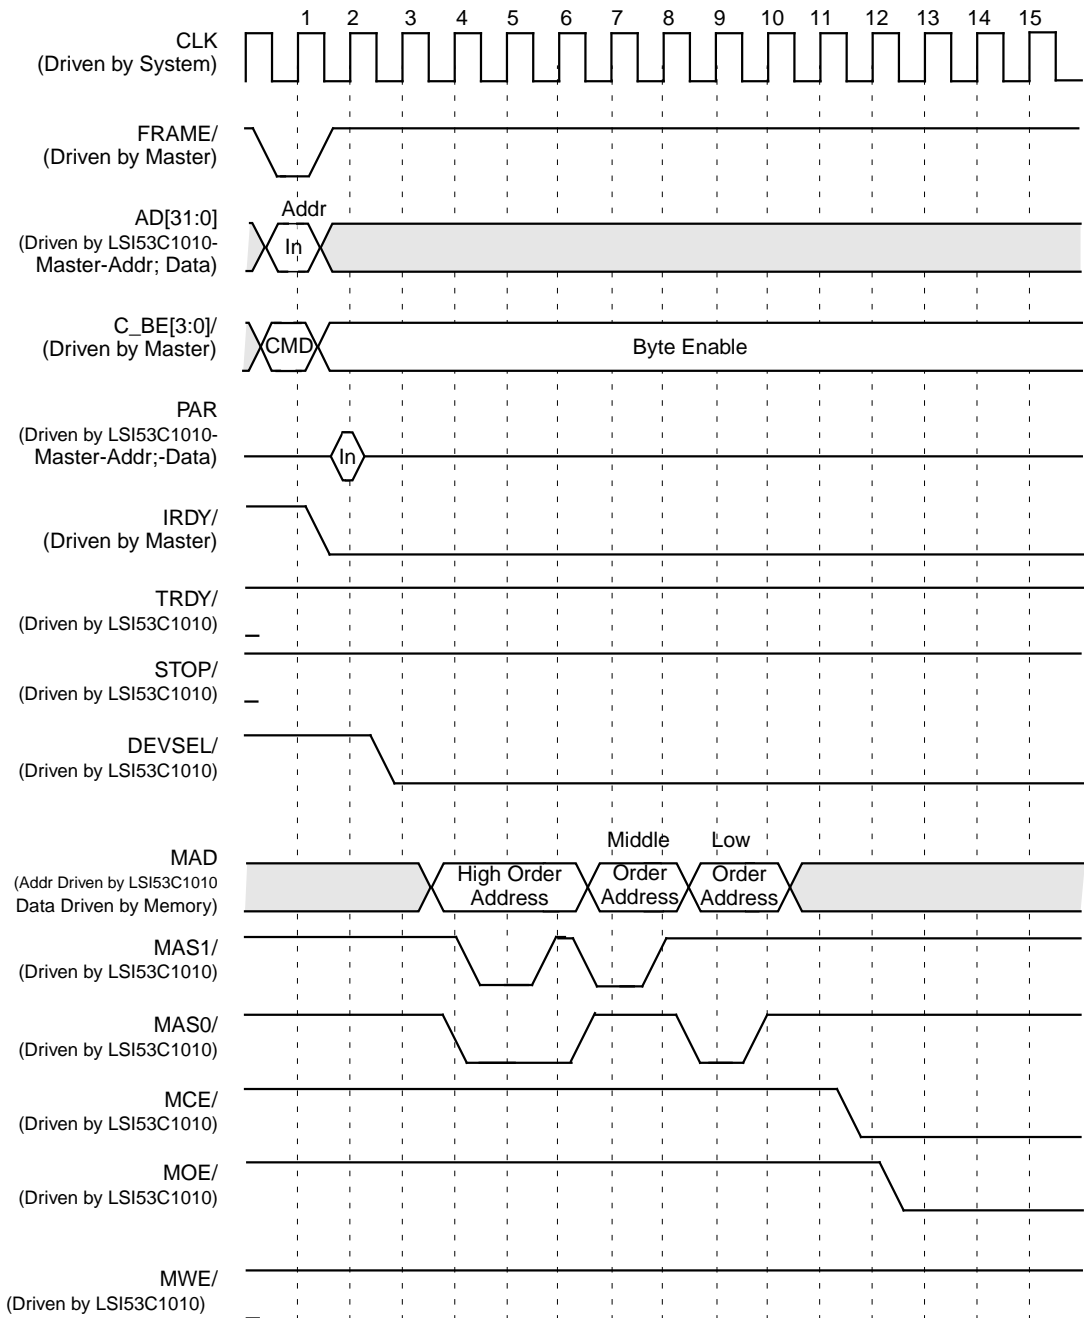 1 2 3 4 5 6 7 8 9 10 11 12 13 14 15
CLK
(Driven by System)
FRAME/
(Driven by Master)
Addr
AD[31:0]
(Driven by LSI53C1010-
Master-Addr; Data)
In
C_BE[3:0]/
(Driven by Master)
CMD
Byte Enable
PAR
(Driven by LSI53C1010-
Master-Addr;-Data)
In
IRDY/
(Driven by Master)
TRDY/
(Driven by LSI53C1010)
STOP/
(Driven by LSI53C1010)
DEVSEL/
(Driven by LSI53C1010)
MAD
(Addr Driven by LSI53C1010
Data Driven by Memory)
High Order
Address
Middle
Order
Address
Low
Order
Address
MAS1/
(Driven by LSI53C1010)
MAS0/
(Driven by LSI53C1010)
MCE/
(Driven by LSI53C1010)
MOE/
(Driven by LSI53C1010)
MWE/
(Driven by LSI53C1010)